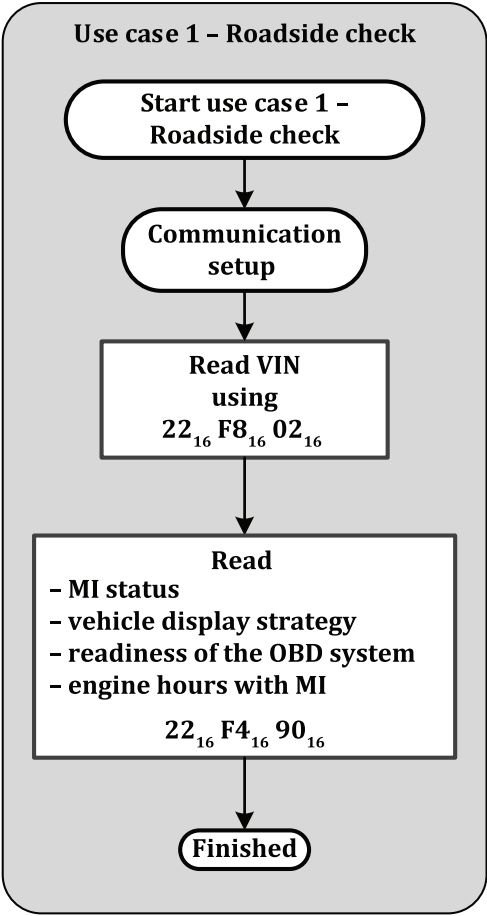 Use case 1 – Roadside check
Start use case 1 –
Roadside check
Communication
setup
Read VIN
using
22₁₆ F8₁₆ 02₁₆
Read
– MI status
– vehicle display strategy
– readiness of the OBD system
– engine hours with MI
22₁₆ F4₁₆ 90₁₆
Finished